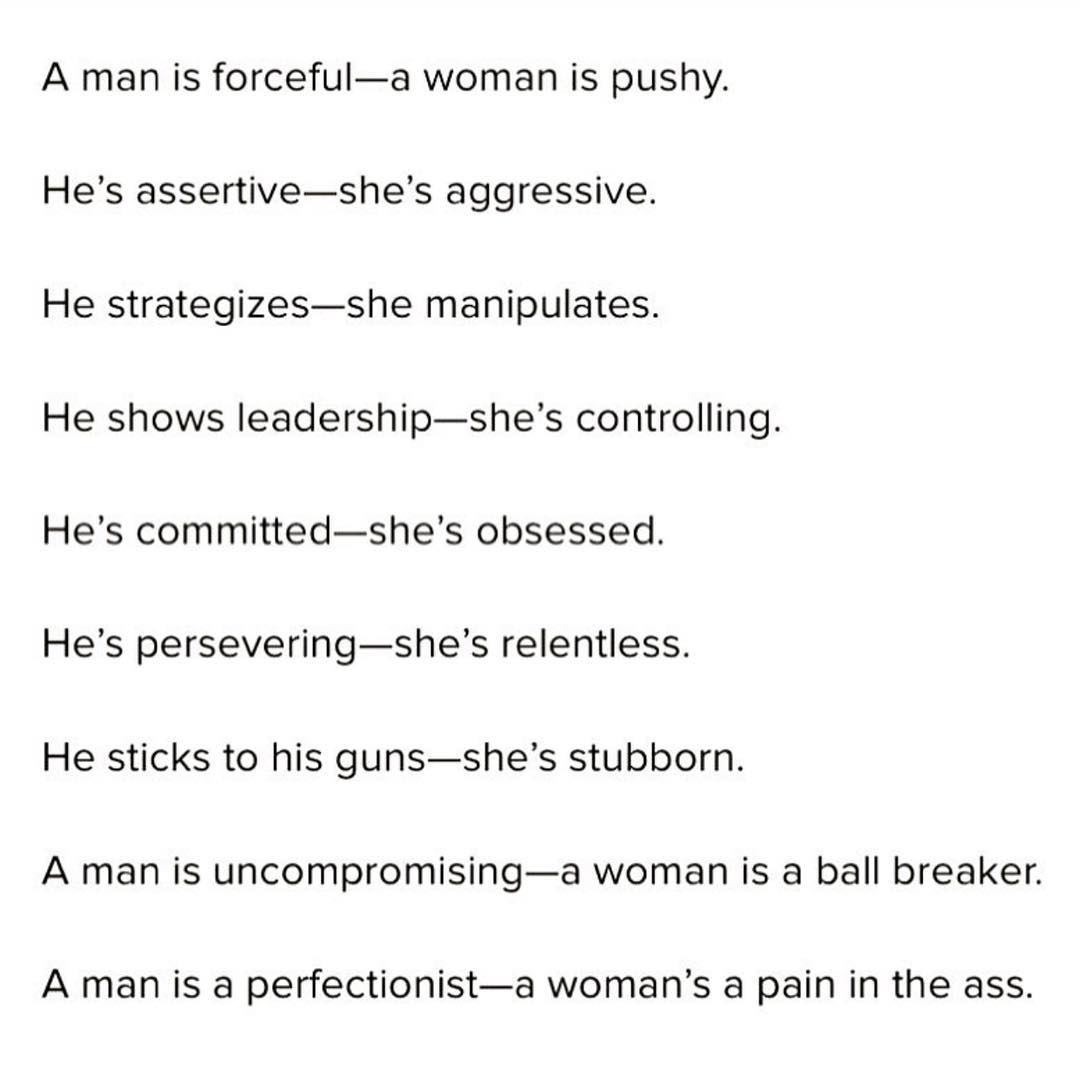 A man is forceful—a woman is pushy.
He’s assertive—she’s aggressive.
He strategizes—she manipulates.
He shows leadership—she’s controlling.
He’s committed—she’s obsessed.
He’s persevering—she’s relentless.
He sticks to his guns—she’s stubborn.
A man is uncompromising—a woman is a ball breaker.
A man is a perfectionist—a woman’s a pain in the ass.